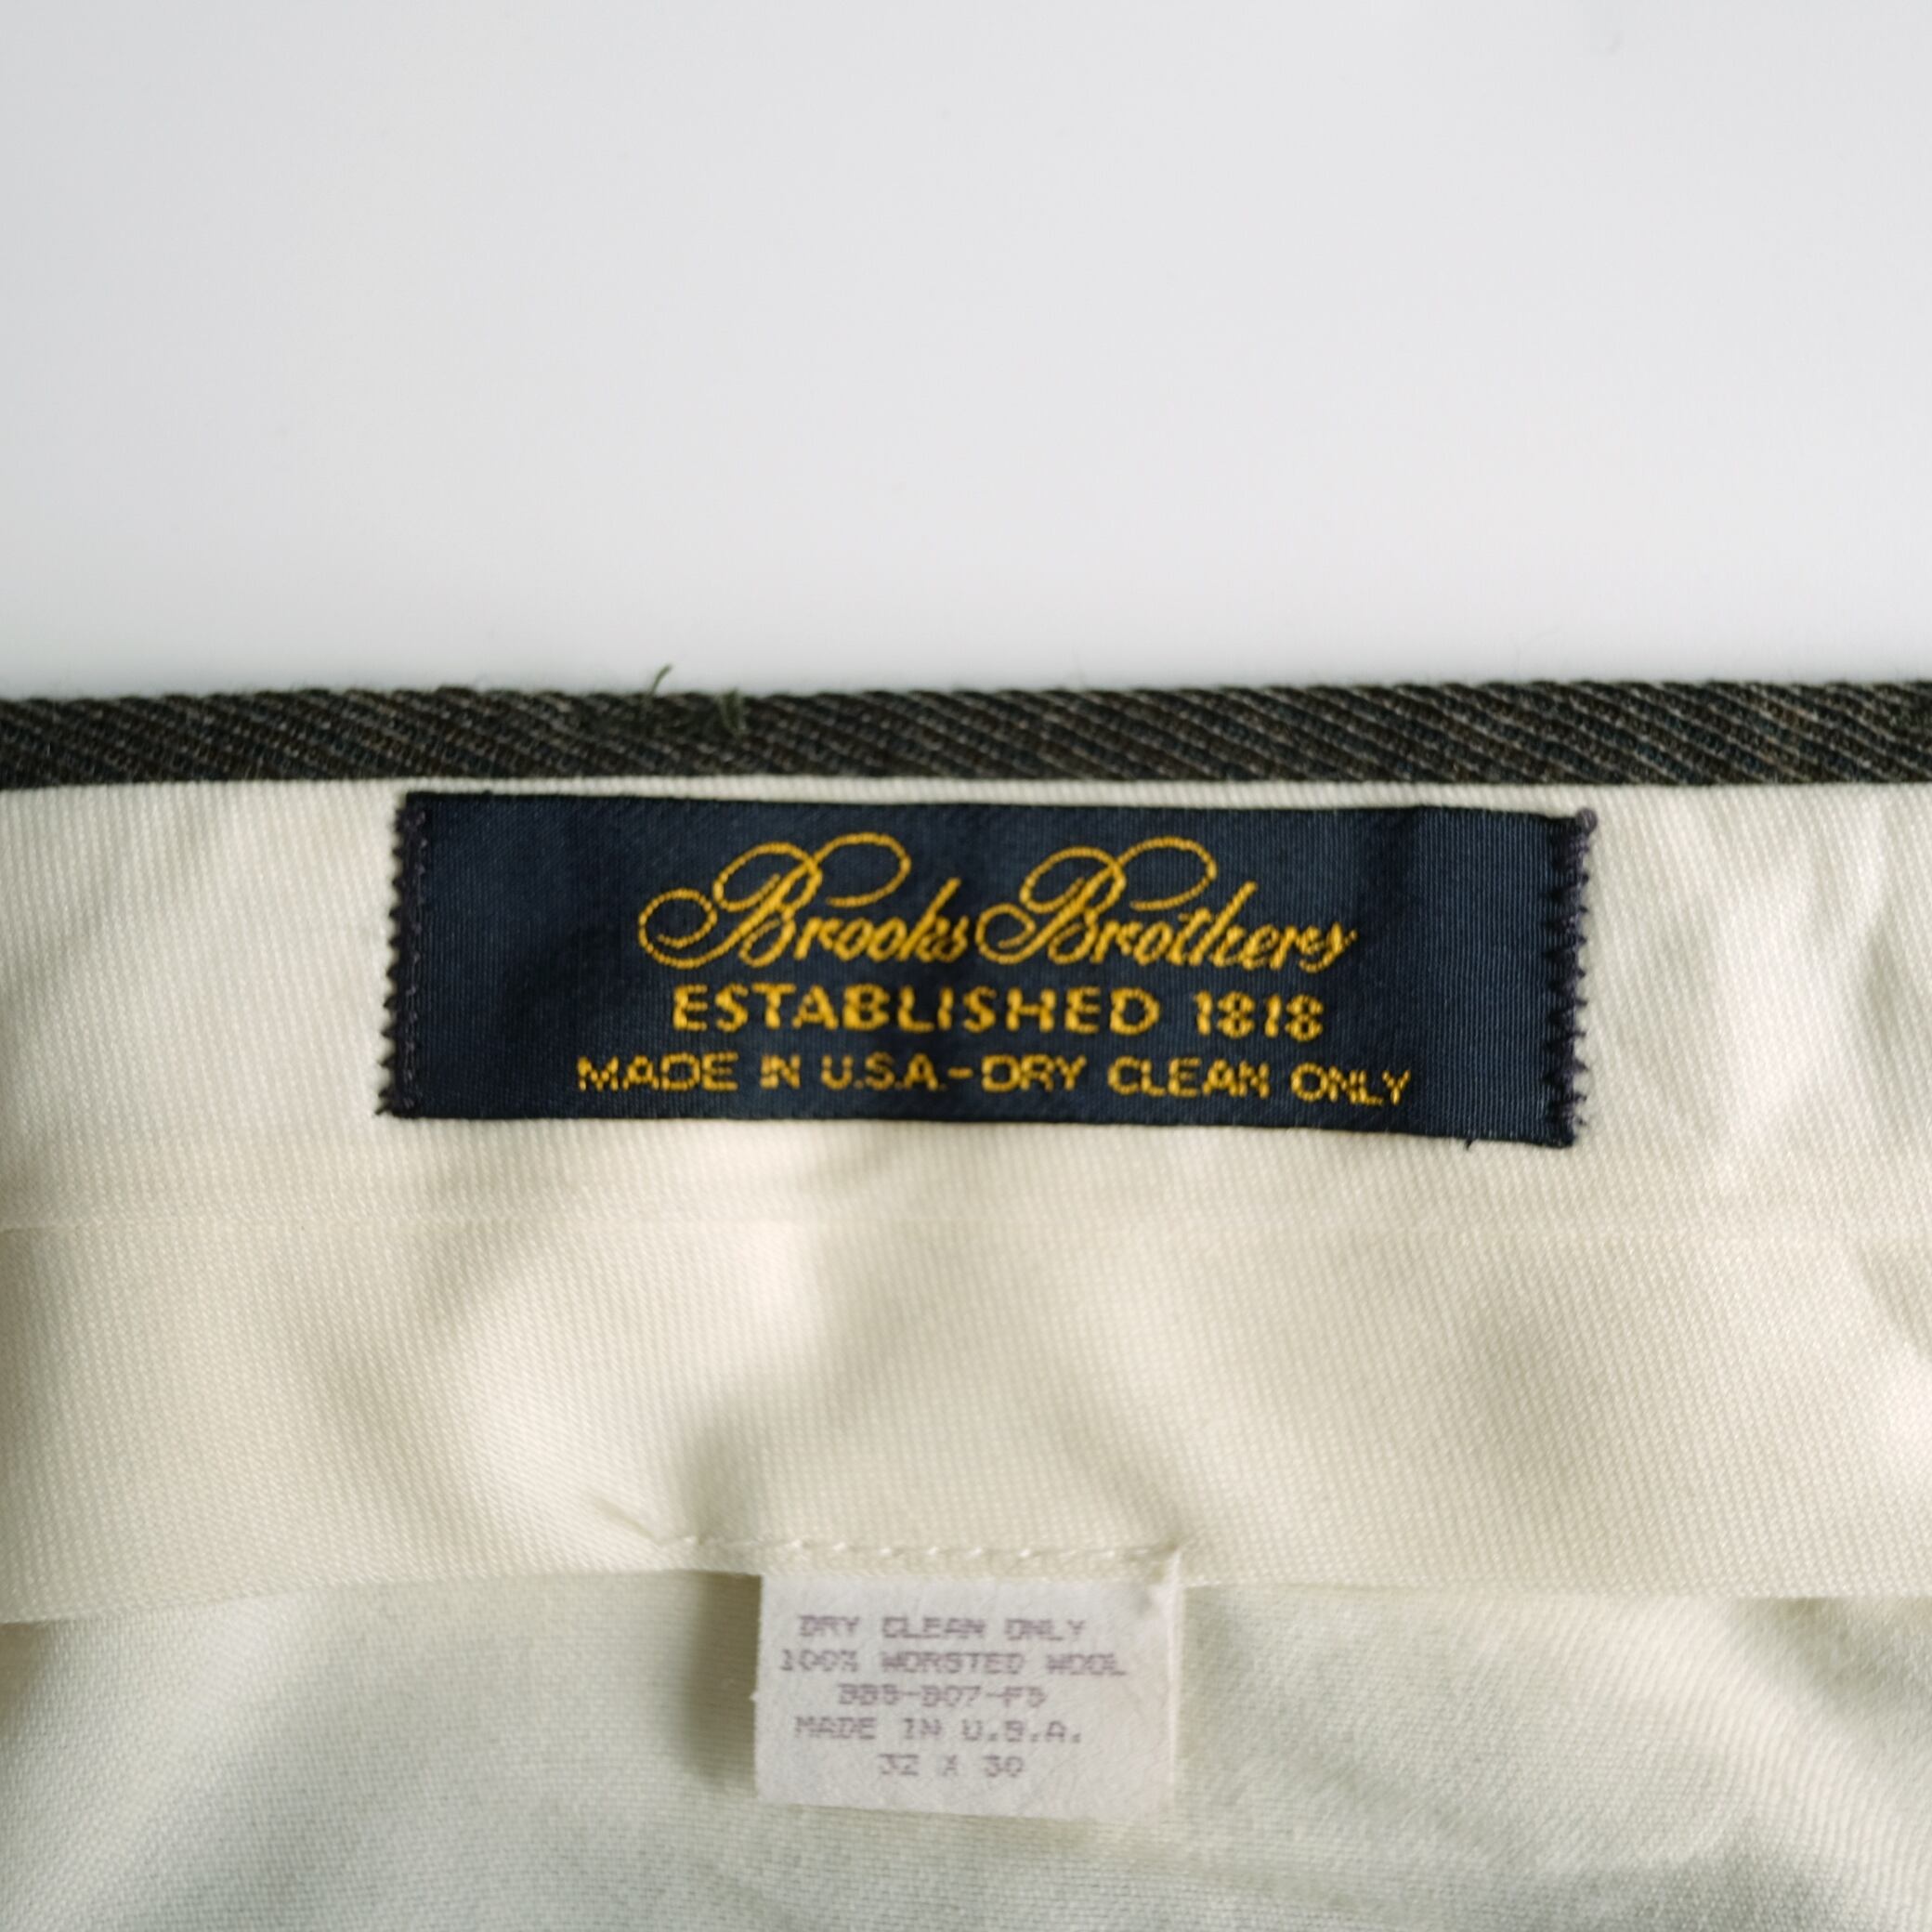 Brooks Brothers
ESTABLISHED 1818
MADE IN U.S.A.-DRY CLEAN ONLY
DRY CLEAN ONLY
100% WORSTED WOOL
MADE IN U.S.A.
32 X 30